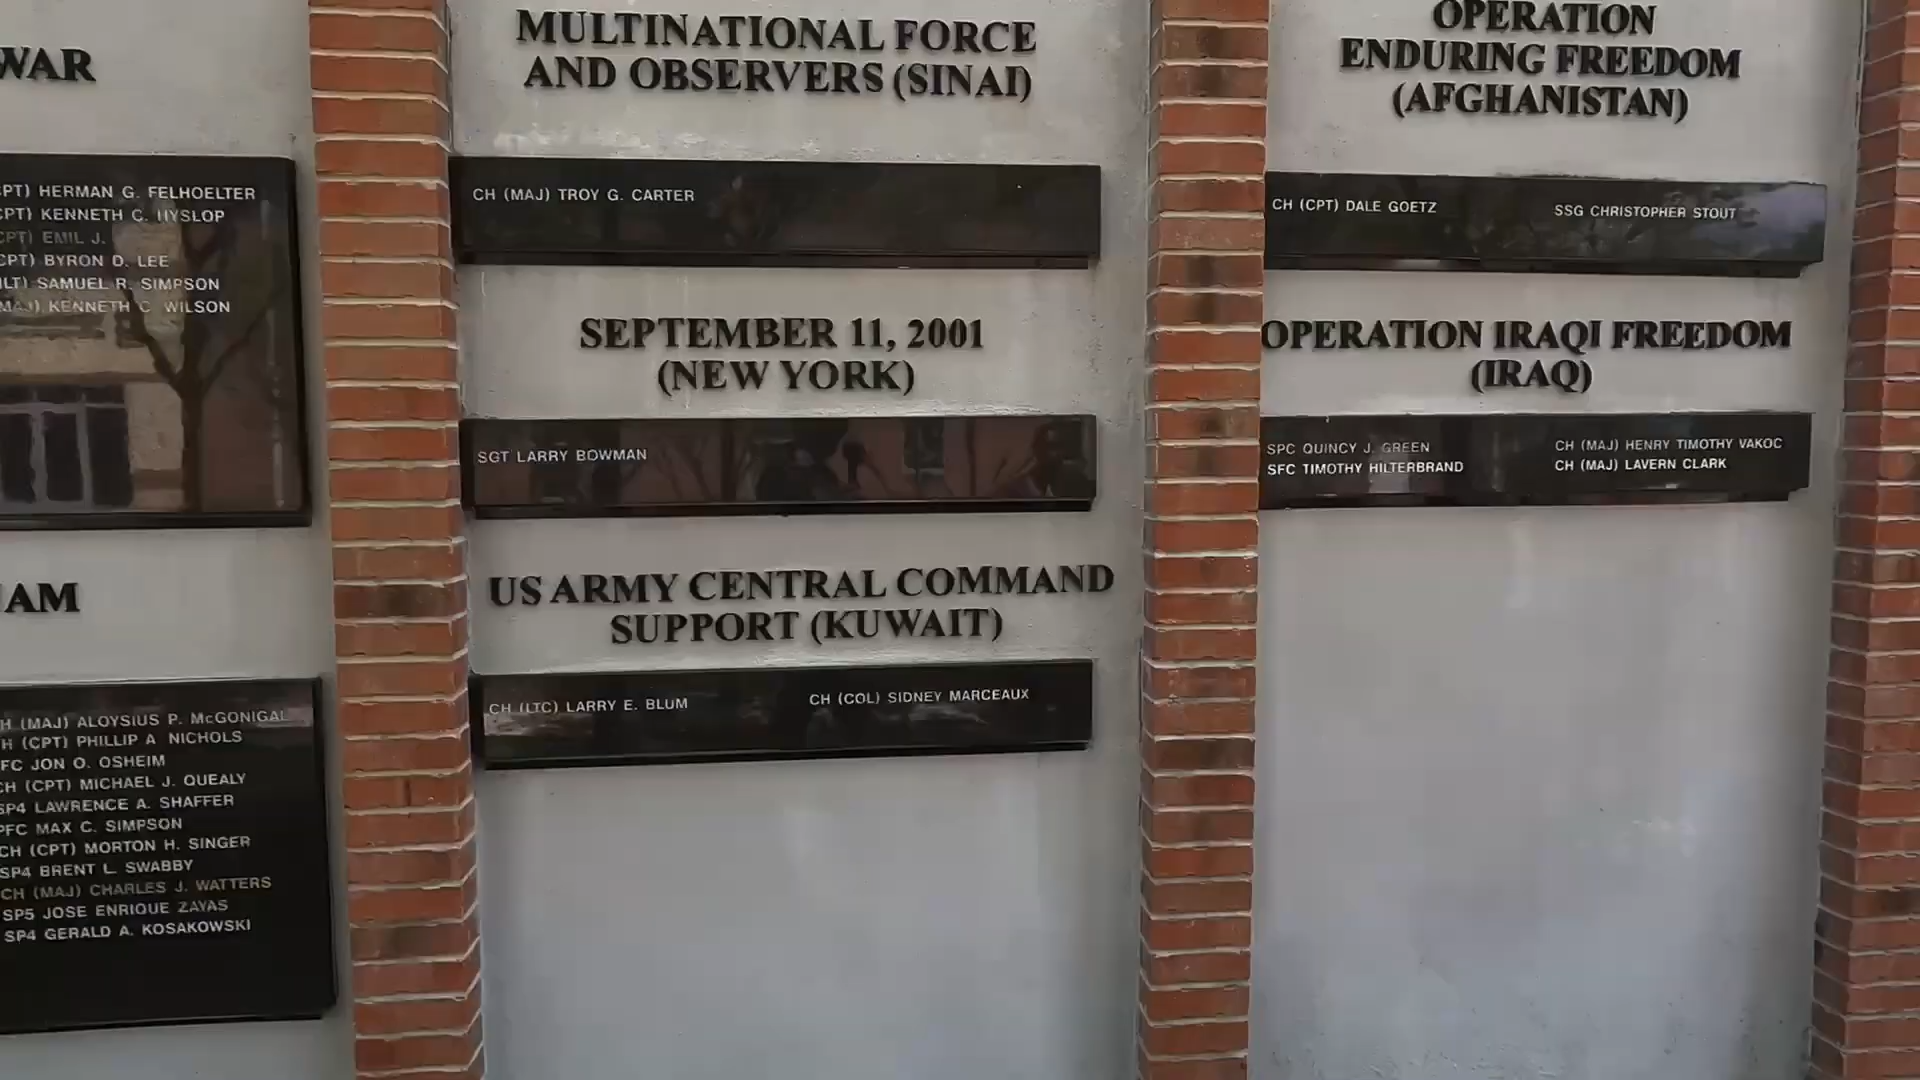 WAR
CPT) HERMAN G. FELHOELTER
CPT) KENNETH C. HYSLOP
CPT) EMIL J.
CPT) BYRON D. LEE
1LT) SAMUEL R. SIMPSON
MAJ) KENNETH C WILSON
AM
H (MAJ) ALOYSIUS P. McGONIGAL
H (CPT) PHILLIP A NICHOLS
FC JON O. OSHEIM
CH (CPT) MICHAEL J. QUEALY
SP4 LAWRENCE A. SHAFFER
PFC MAX C. SIMPSON
CH (CPT) MORTON H. SINGER
SP4 BRENT L. SWABBY
CH (MAJ) CHARLES J. WATTERS
SP5 JOSE ENRIQUE ZAYAS
SP4 GERALD A. KOSAKOWSKI
MULTINATIONAL FORCE
AND OBSERVERS (SINAI)
CH (MAJ) TROY G. CARTER
SEPTEMBER 11, 2001
(NEW YORK)
SGT LARRY BOWMAN
US ARMY CENTRAL COMMAND
SUPPORT (KUWAIT)
CH (LTC) LARRY E. BLUM
CH (COL) SIDNEY MARCEAUX
OPERATION
ENDURING FREEDOM
(AFGHANISTAN)
CH (CPT) DALE GOETZ
SSG CHRISTOPHER STOUT
OPERATION IRAQI FREEDOM
(IRAQ)
SPC QUINCY J. GREEN
SFC TIMOTHY HILTERBRAND
CH (MAJ) HENRY TIMOTHY VAKOC
CH (MAJ) LAVERN CLARK